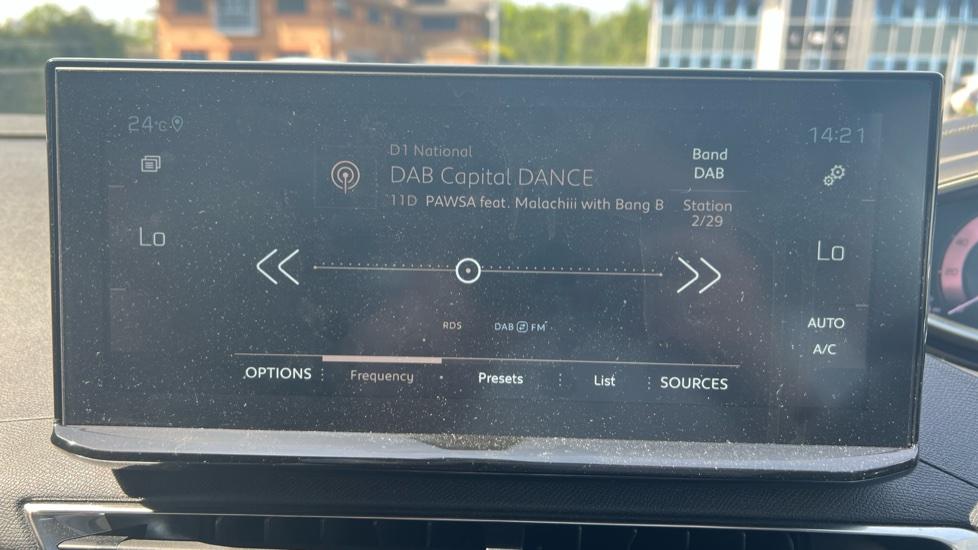 24°C
14:21
D1 National
DAB Capital DANCE
11D PAWSA feat. Malachiii with Bang B
Band
DAB
Station
2/29
Lo
Lo
RDS
DAB FM
AUTO
A/C
OPTIONS
Frequency
Presets
List
SOURCES